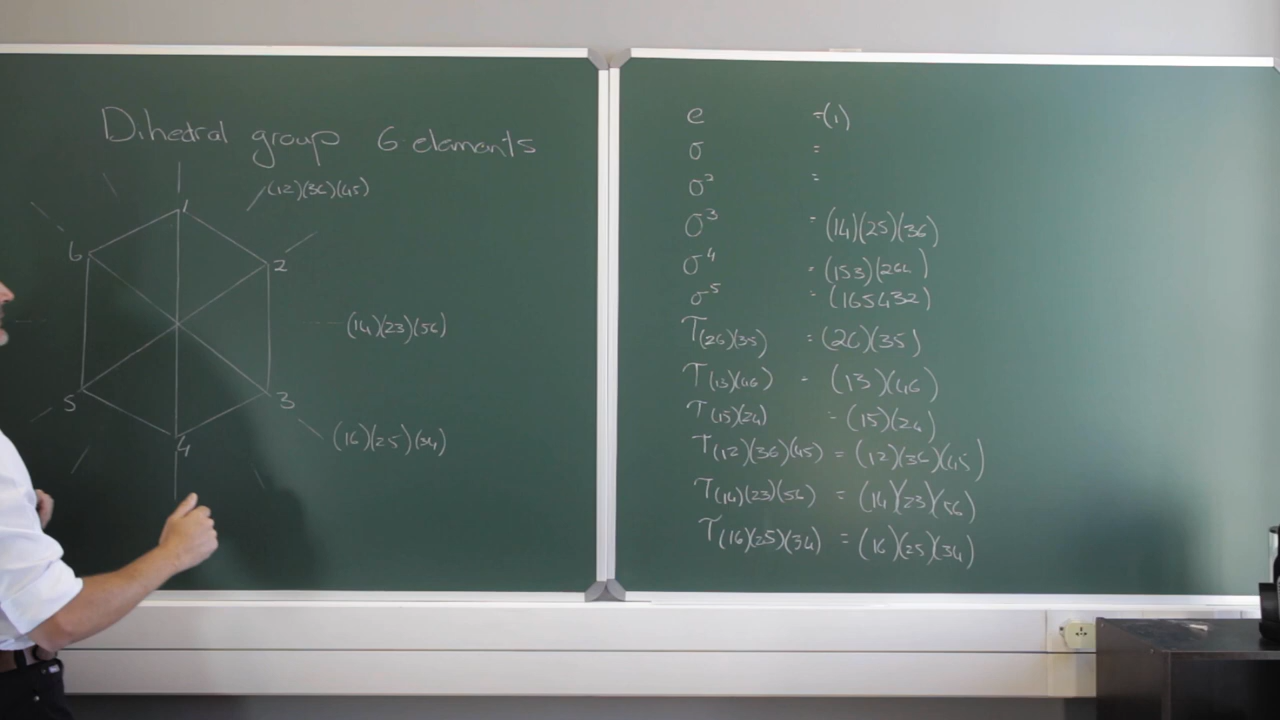 Dihedral group 6 elements
(12)(36)(45)
1
6
2
(14)(23)(56)
5
3
(16)(25)(34)
4
e =(1)
σ =
σ² =
σ³ = (14)(25)(36)
σ⁴ = (153)(264)
σ⁵ = (165432)
τ(26)(35) = (26)(35)
τ(13)(46) = (13)(46)
τ(15)(24) = (15)(24)
τ(12)(36)(45) = (12)(36)(45)
τ(14)(23)(56) = (14)(23)(56)
τ(16)(25)(34) = (16)(25)(34)